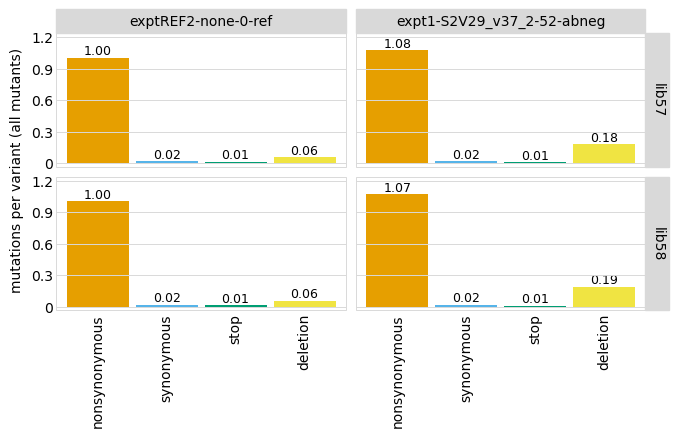 exptREF2-none-0-ref
expt1-S2V29_v37_2-52-abneg
mutations per variant (all mutants)
1.2
0.9
0.6
0.3
0
1.00
0.02
0.01
0.06
1.08
0.02
0.01
0.18
lib57
1.2
0.9
0.6
0.3
0
1.00
0.02
0.01
0.06
1.07
0.02
0.01
0.19
lib58
nonsynonymous
synonymous
stop
deletion
nonsynonymous
synonymous
stop
deletion